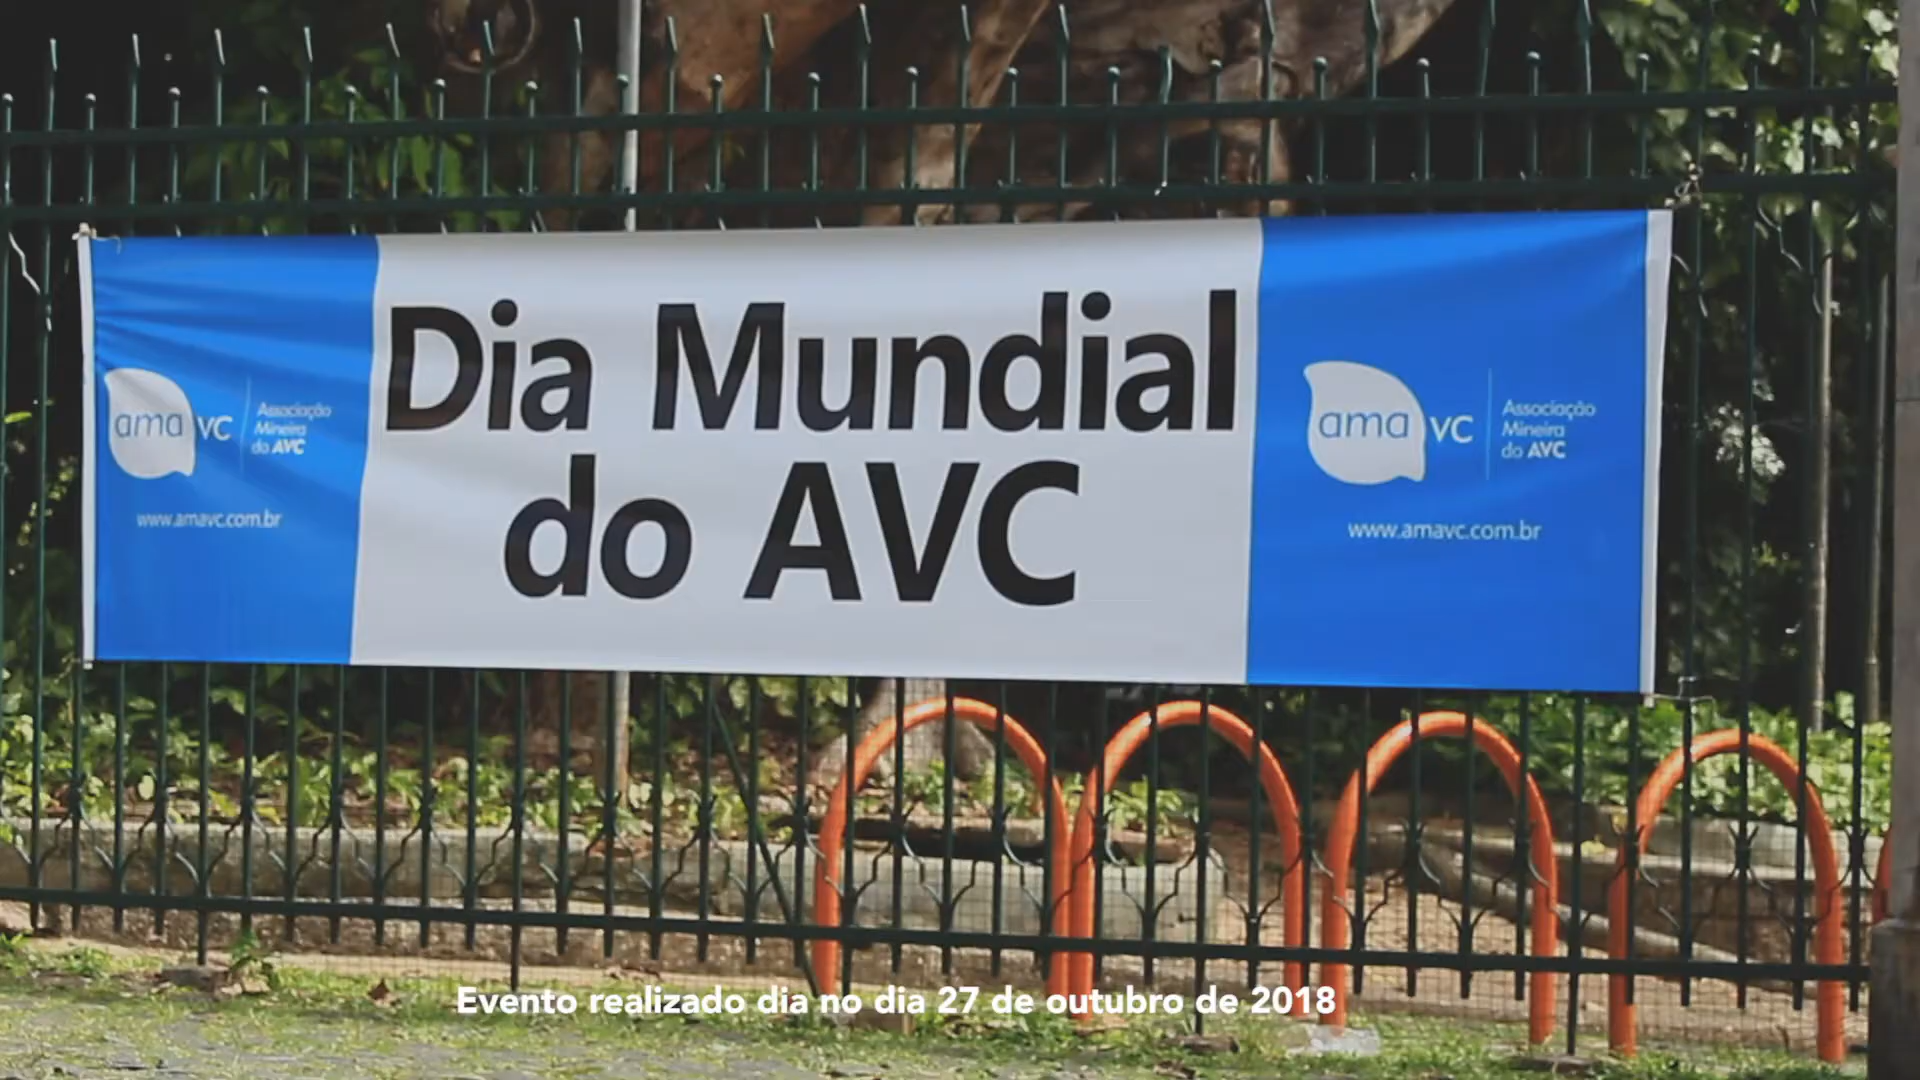 Dia Mundial
do AVC
ama VC
Associação
Mineira
do AVC
www.amavc.com.br
ama VC
Associação
Mineira
do AVC
www.amavc.com.br
Evento realizado dia no dia 27 de outubro de 2018